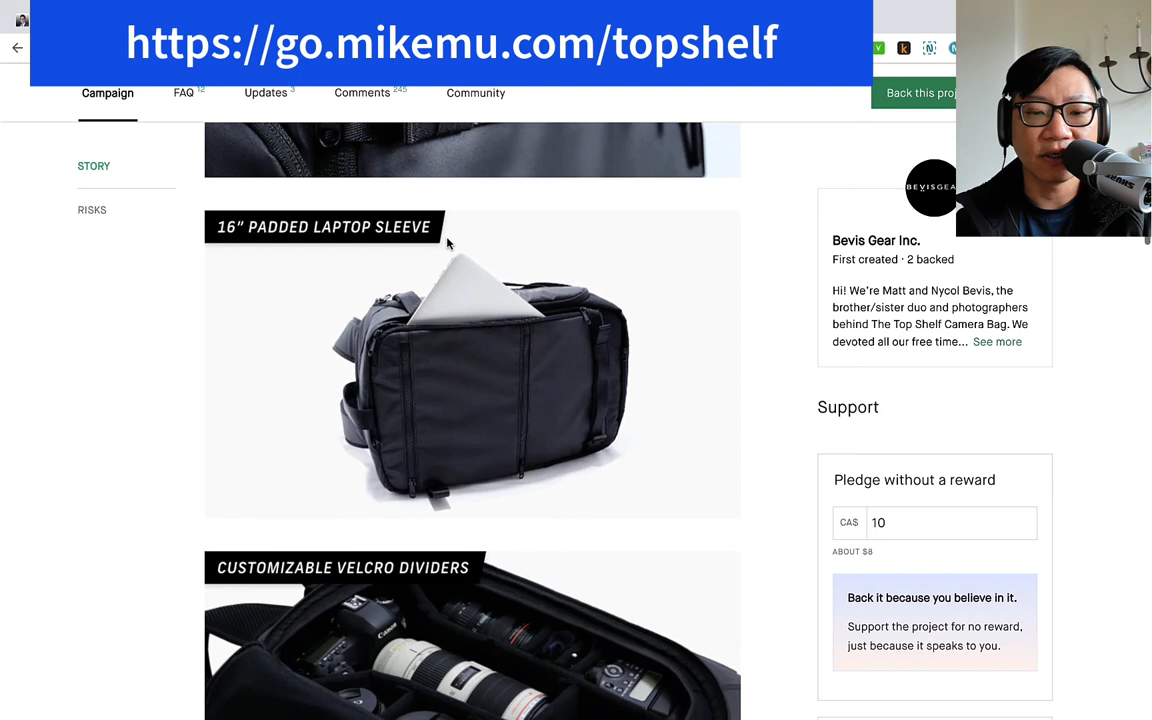 https://go.mikemu.com/topshelf
Campaign
FAQ 12
Updates 3
Comments 245
Community
Back this proj
STORY
RISKS
BEVISGEAR
16” PADDED LAPTOP SLEEVE
Bevis Gear Inc.
First created · 2 backed
Hi! We’re Matt and Nycol Bevis, the
brother/sister duo and photographers
behind The Top Shelf Camera Bag. We
devoted all our free time... See more
Support
Pledge without a reward
CA$ 10
ABOUT $8
CUSTOMIZABLE VELCRO DIVIDERS
Canon
Back it because you believe in it.
Support the project for no reward,
just because it speaks to you.